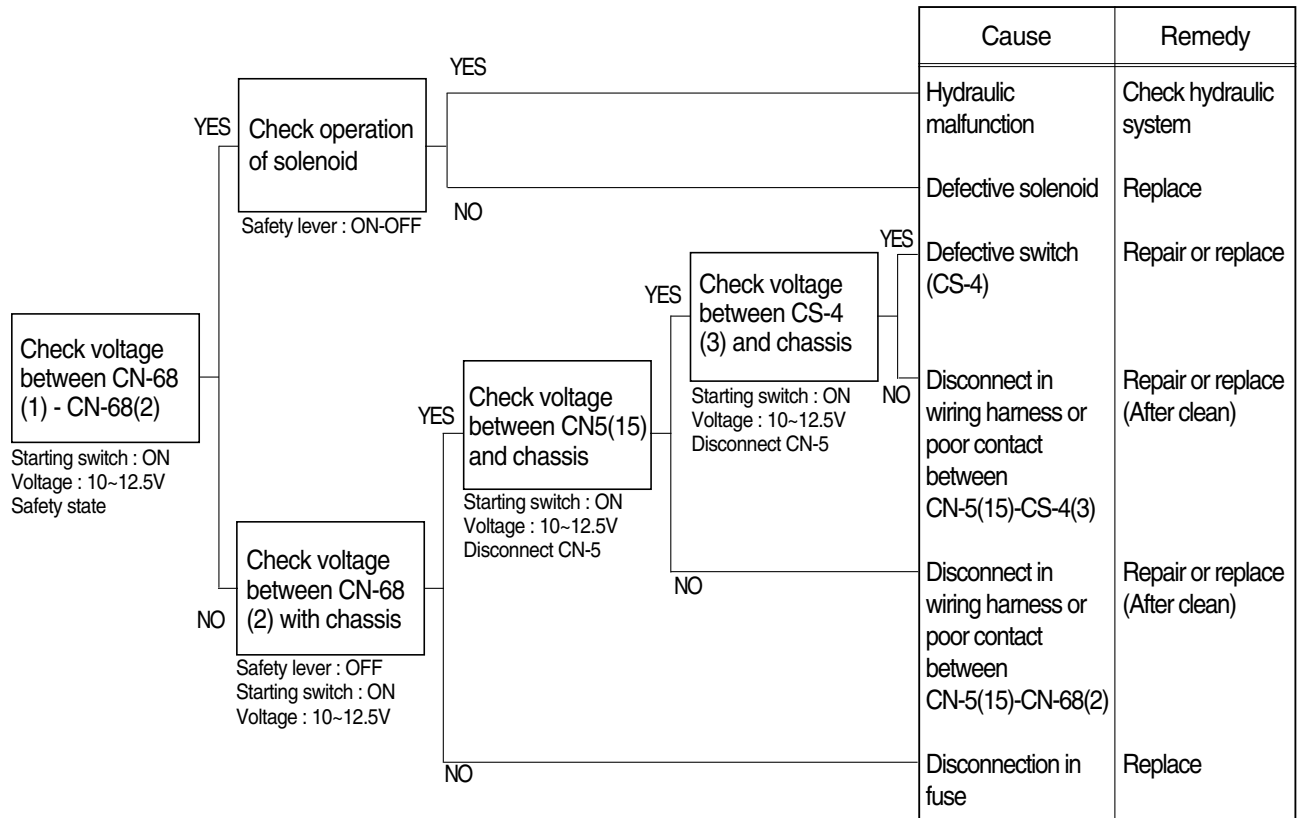 Cause
Remedy
YES
Hydraulic
malfunction
Check hydraulic
system
YES
Check operation
of solenoid
NO
Defective solenoid
Replace
Safety lever : ON-OFF
YES
Defective switch
(CS-4)
Repair or replace
YES
Check voltage
between CS-4
(3) and chassis
Starting switch : ON
Voltage : 10~12.5V
Disconnect CN-5
NO
Disconnect in
wiring harness or
poor contact
between
CN-5(15)-CS-4(3)
Repair or replace
(After clean)
Check voltage
between CN-68
(1) - CN-68(2)
Starting switch : ON
Voltage : 10~12.5V
Safety state
YES
Check voltage
between CN5(15)
and chassis
Starting switch : ON
Voltage : 10~12.5V
Disconnect CN-5
NO
Disconnect in
wiring harness or
poor contact
between
CN-5(15)-CN-68(2)
Repair or replace
(After clean)
NO
Check voltage
between CN-68
(2) with chassis
Safety lever : OFF
Starting switch : ON
Voltage : 10~12.5V
NO
Disconnection in
fuse
Replace